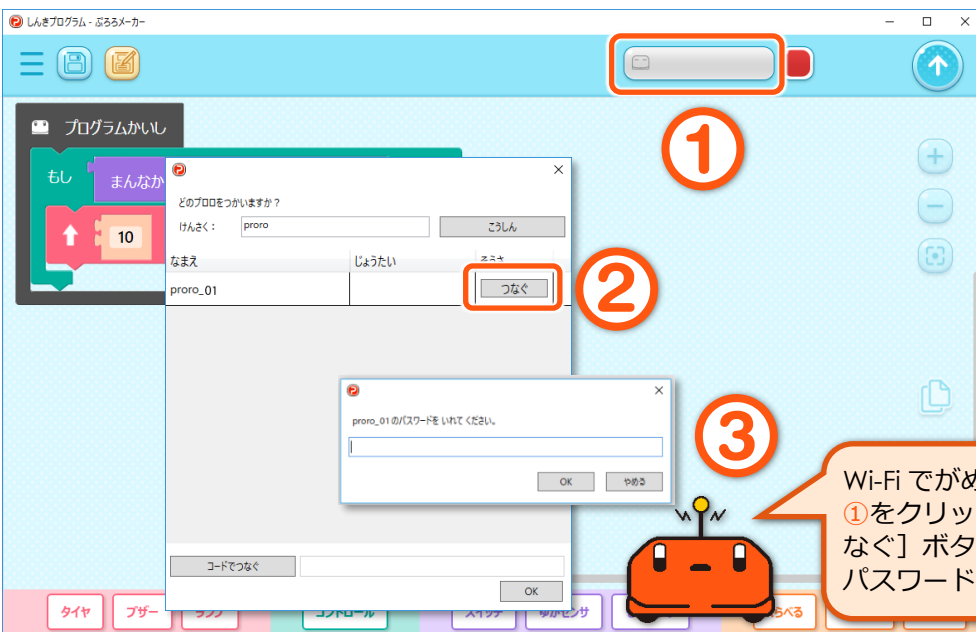 しんきプログラム - ぷろろメーカー
①
プログラムかいし
もし
まんなか
10
どのプロロをつかいますか？
けんさく： proro こうしん
なまえ じょうたい そうさ
proro_01 つなぐ
②
proro_01 のパスワードを いれて ください。
OK やめる
③
Wi-Fi でがめ
①をクリッ
なぐ］ボタ
パスワード
コードでつなぐ
OK
タイヤ ブザー ランプ コントロール スイッチ ゆかセンサ らべる